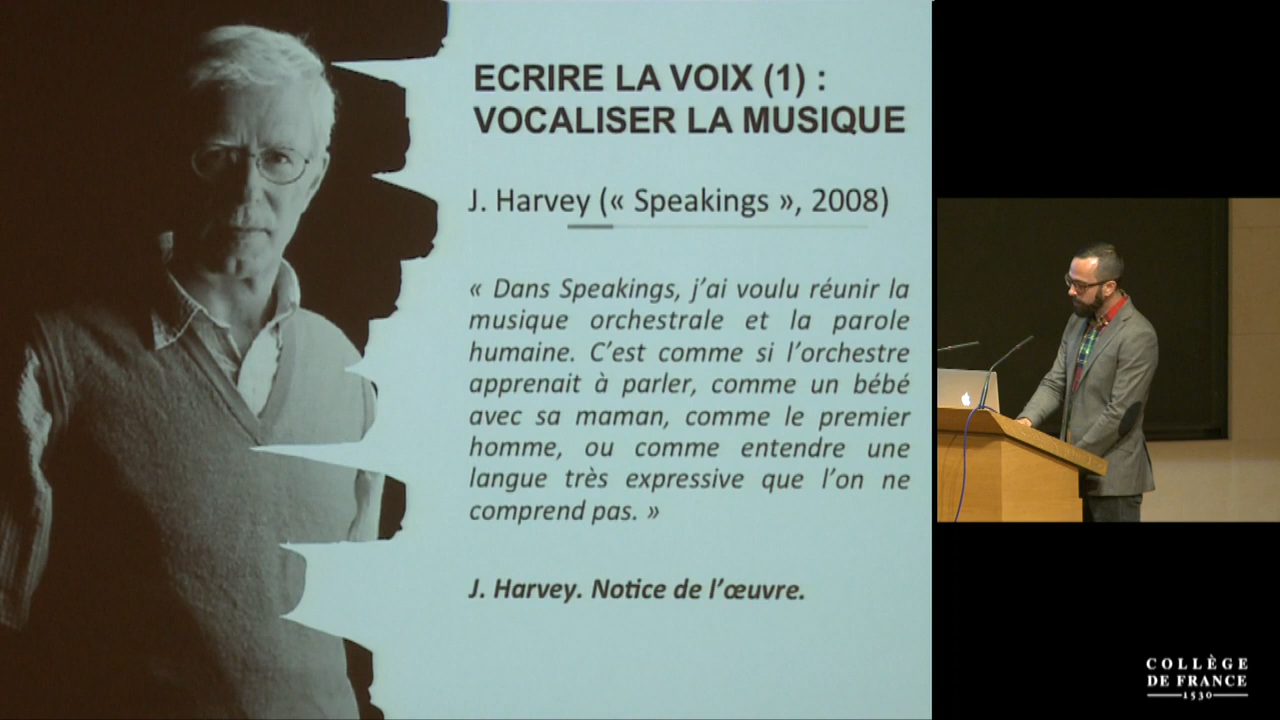 ECRIRE LA VOIX (1) :
VOCALISER LA MUSIQUE
J. Harvey (« Speakings », 2008)
« Dans Speakings, j’ai voulu réunir la
musique orchestrale et la parole
humaine. C’est comme si l’orchestre
apprenait à parler, comme un bébé
avec sa maman, comme le premier
homme, ou comme entendre une
langue très expressive que l’on ne
comprend pas. »
J. Harvey. Notice de l’œuvre.
COLLÈGE
DE FRANCE
1530